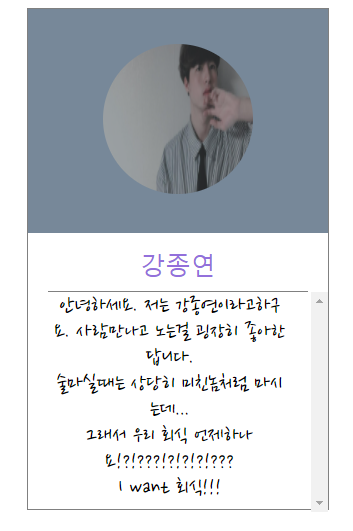 강종연
안녕하세요. 저는 강종연이라고하구
요. 사람만나고 노는걸 굉장히 좋아한
답니다.
술마실때는 상당히 미친놈처럼 마시
는데...
그래서 우리 회식 언제하나
요!?!???!?!?!?!???
I want 회식!!!